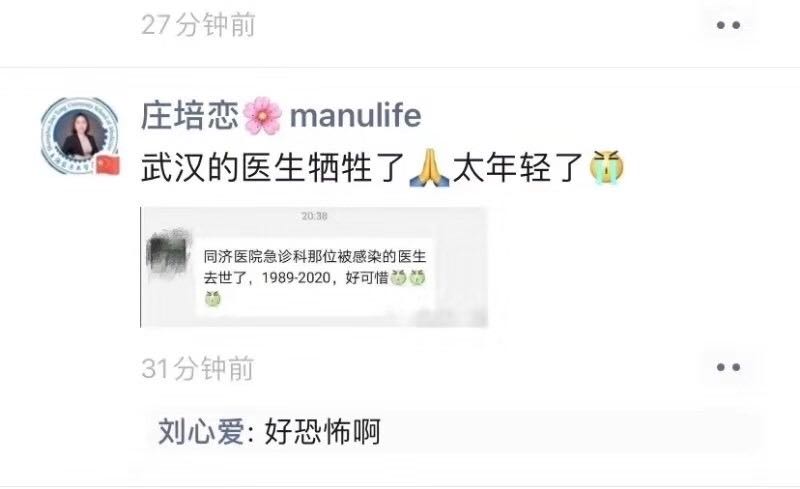 27分钟前
庄培恋🌸manulife
武汉的医生牺牲了🙏太年轻了😭
20:38
同济医院急诊科那位被感染的医生
去世了，1989-2020，好可惜😭😭
😭
31分钟前
刘心爱: 好恐怖啊